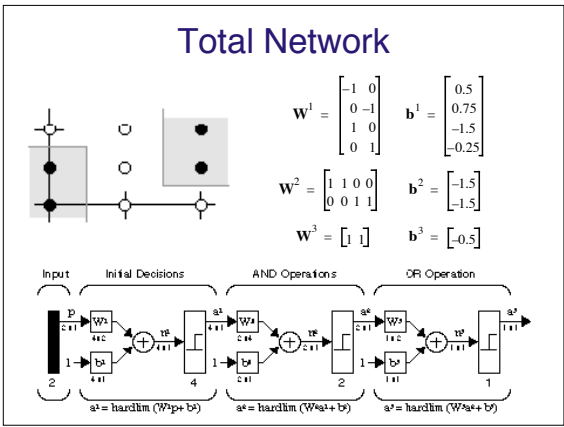 Total Network
W1 = [-1 0; 0 -1; 1 0; 0 1] b1 = [0.5; 0.75; -1.5; -0.25]
W2 = [1 1 0 0; 0 0 1 1] b2 = [-1.5; -1.5]
W3 = [1 1] b3 = [-0.5]
Input Initial Decisions AND Operations OR Operation
p W1 n1 a1 W2 n2 a2 W3 n3 a3
2x1 4x2 4x1 4x1 2x4 2x1 2x1 1x2 1x1 1x1
1 b1 1 b2 1 b3
4x1 2x1 1x1
2 4 2 1
a1 = hardlim (W1p + b1) a2 = hardlim (W2a1 + b2) a3 = hardlim (W3a2 + b3)